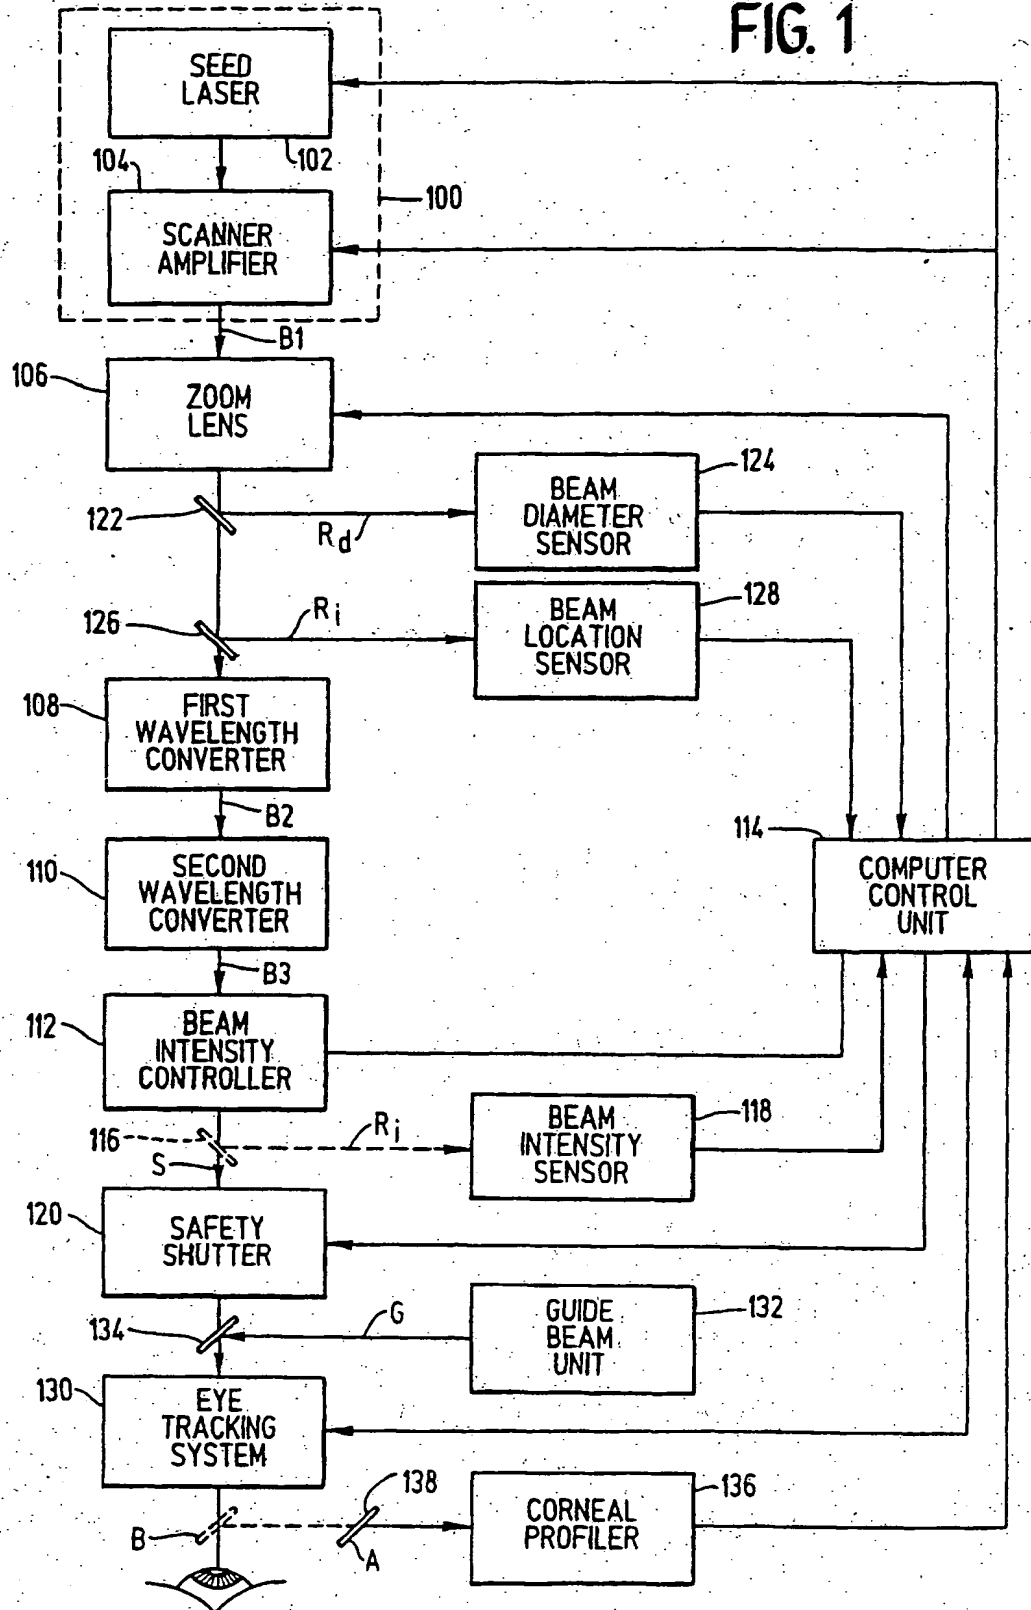 FIG. 1
SEED
LASER
102
104
100
SCANNER
AMPLIFIER
B1
106
ZOOM
LENS
122
Rd
BEAM
DIAMETER
SENSOR
124
126
Ri
BEAM
LOCATION
SENSOR
128
108
FIRST
WAVELENGTH
CONVERTER
B2
114
COMPUTER
CONTROL
UNIT
110
SECOND
WAVELENGTH
CONVERTER
B3
112
BEAM
INTENSITY
CONTROLLER
116
Ri
BEAM
INTENSITY
SENSOR
118
S
120
SAFETY
SHUTTER
134
G
GUIDE
BEAM
UNIT
132
130
EYE
TRACKING
SYSTEM
138
CORNEAL
PROFILER
136
B
A